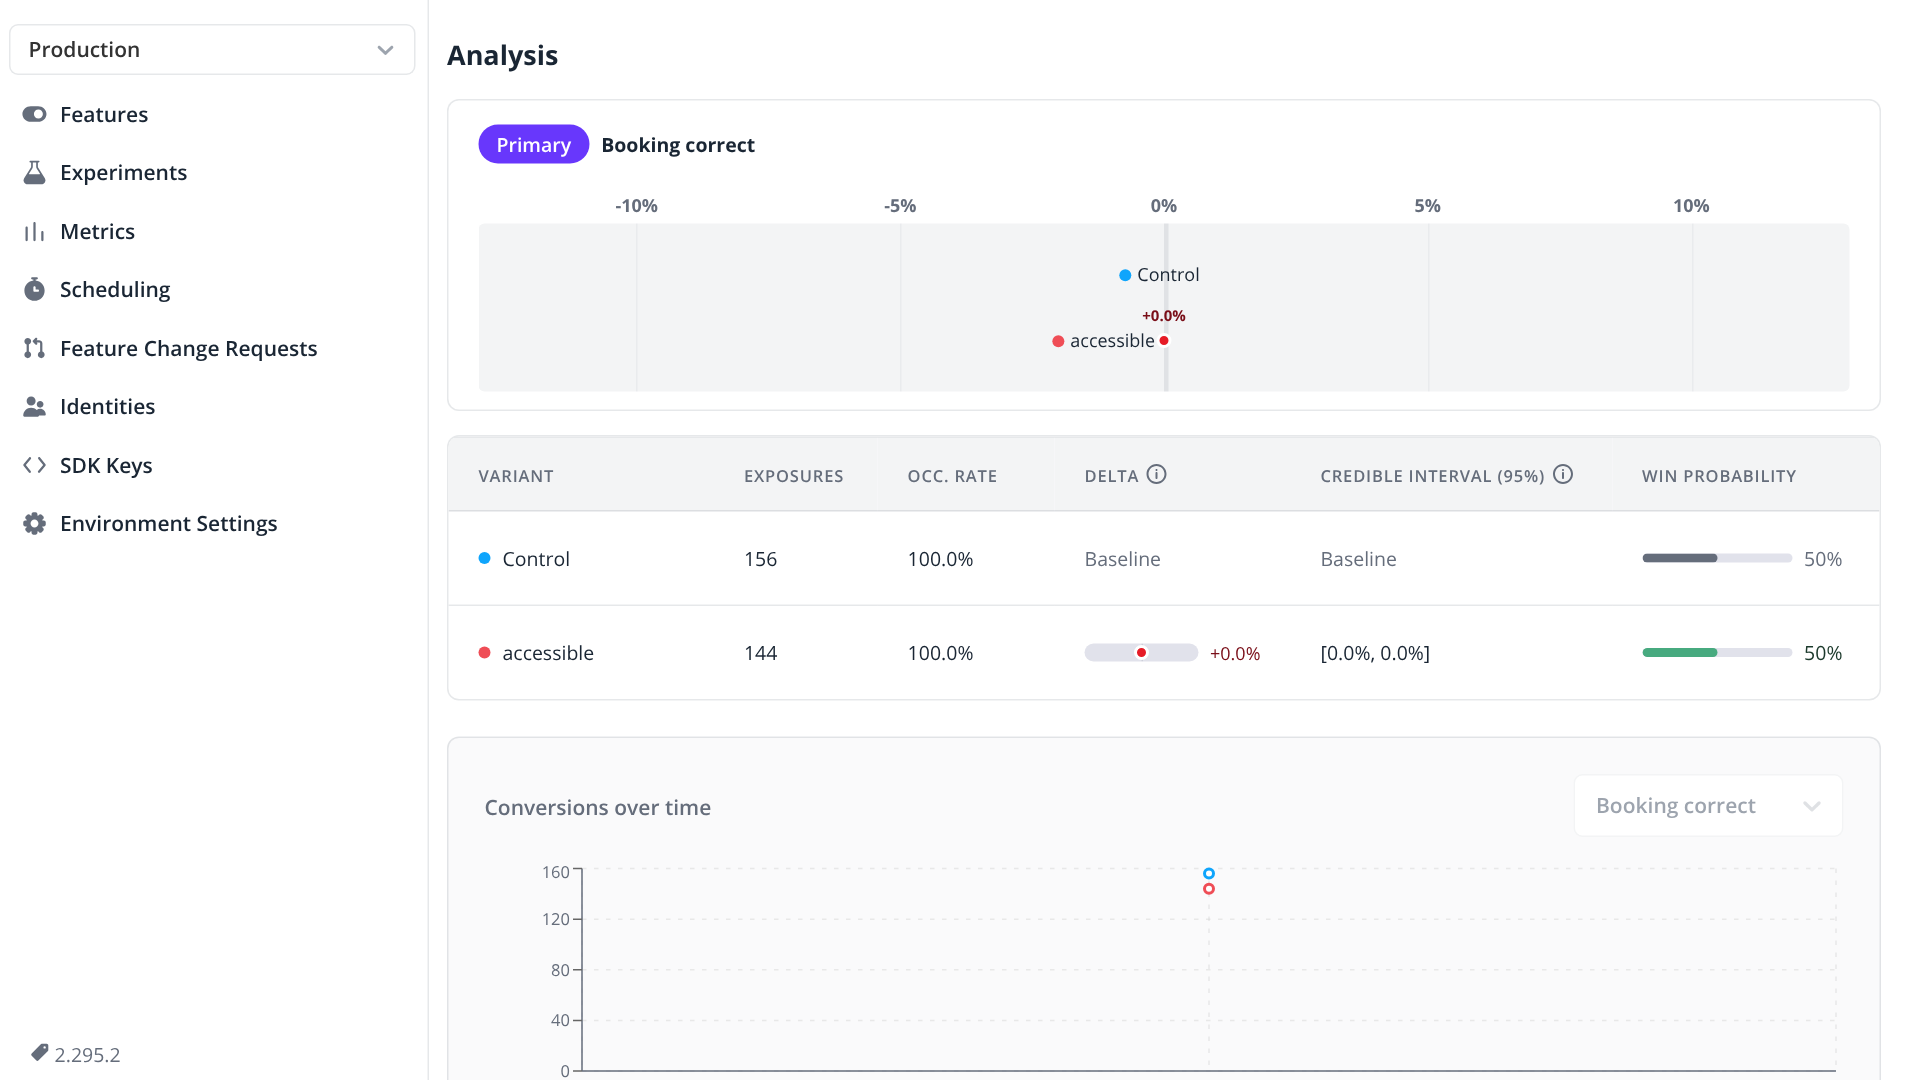 Production
Features
Experiments
Metrics
Scheduling
Feature Change Requests
Identities
SDK Keys
Environment Settings
2.295.2
Analysis
Primary Booking correct
-10% -5% 0% 5% 10%
Control
+0.0%
accessible
VARIANT EXPOSURES OCC. RATE DELTA CREDIBLE INTERVAL (95%) WIN PROBABILITY
Control 156 100.0% Baseline Baseline 50%
accessible 144 100.0% +0.0% [0.0%, 0.0%] 50%
Conversions over time
Booking correct
160
120
80
40
0